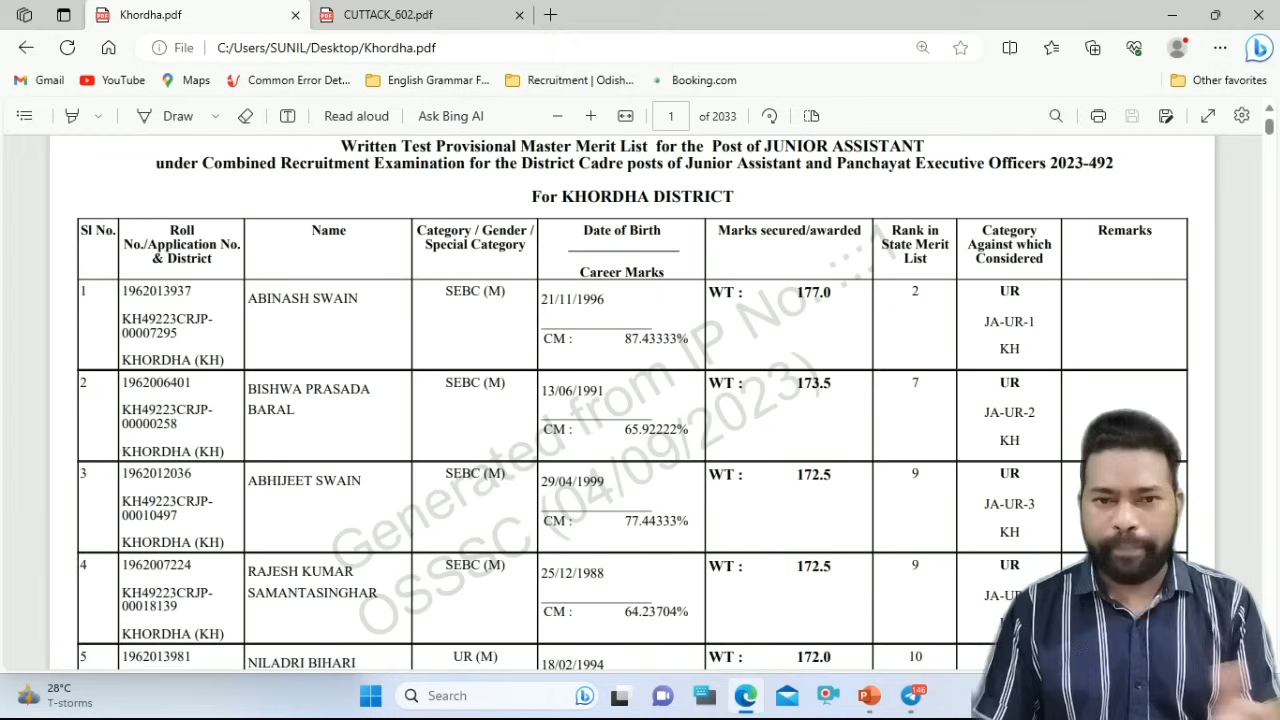 Khordha.pdf
CUTTACK_602.pdf
File C:/Users/SUNIL/Desktop/Khordha.pdf
Gmail YouTube Maps Common Error Det... English Grammar F... Recruitment | Odish... Booking.com Other favorites
Draw Read aloud Ask Bing AI 1 of 2033
Written Test Provisional Master Merit List for the Post of JUNIOR ASSISTANT
under Combined Recruitment Examination for the District Cadre posts of Junior Assistant and Panchayat Executive Officers 2023-492
For KHORDHA DISTRICT
Sl No. Roll No./Application No. & District Name Category / Gender / Special Category Date of Birth Career Marks Marks secured/awarded Rank in State Merit List Category Against which Considered Remarks
1 1962013937 ABINASH SWAIN SEBC (M) 21/11/1996 WT : 177.0 2 UR
KH49223CRJP-00007295 CM : 87.43333% JA-UR-1
KHORDHA (KH) KH
2 1962006401 BISHWA PRASADA BARAL SEBC (M) 13/06/1991 WT : 173.5 7 UR
KH49223CRJP-00000258 CM : 65.92222% JA-UR-2
KHORDHA (KH) KH
3 1962012036 ABHIJEET SWAIN SEBC (M) 29/04/1999 WT : 172.5 9 UR
KH49223CRJP-00010497 CM : 77.44333% JA-UR-3
KHORDHA (KH) KH
4 1962007224 RAJESH KUMAR SAMANTASINGHAR SEBC (M) 25/12/1988 WT : 172.5 9 UR
KH49223CRJP-00018139 CM : 64.23704%
KHORDHA (KH)
5 1962013981 NILADRI BIHARI UR (M) 18/02/1994 WT : 172.0 10
Generated from IP No. ::::1
OSSSC (04/09/2023)
28°C
T-storms
Search
146